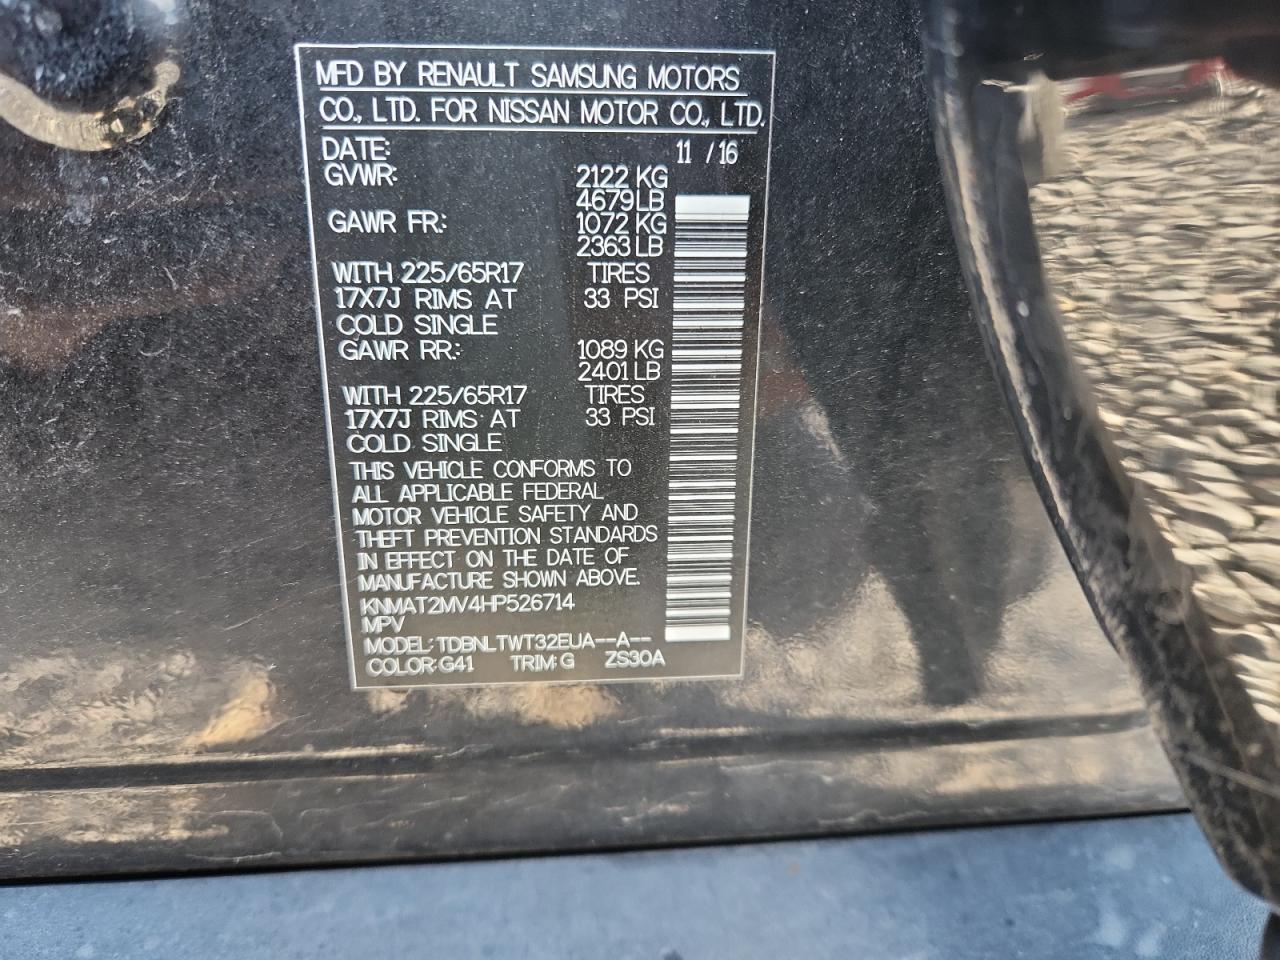 MFD BY RENAULT SAMSUNG MOTORS
CO., LTD. FOR NISSAN MOTOR CO., LTD.
DATE: 11 /16
GVWR: 2122 KG
4679 LB
GAWR FR: 1072 KG
2363 LB
WITH 225/65R17 TIRES
17X7J RIMS AT 33 PSI
COLD SINGLE
GAWR RR: 1089 KG
2401 LB
WITH 225/65R17 TIRES
17X7J RIMS AT 33 PSI
COLD SINGLE
THIS VEHICLE CONFORMS TO
ALL APPLICABLE FEDERAL
MOTOR VEHICLE SAFETY AND
THEFT PREVENTION STANDARDS
IN EFFECT ON THE DATE OF
MANUFACTURE SHOWN ABOVE.
KNMAT2MV4HP526714
MPV
MODEL: TDBNLTWT32EUA--A--
COLOR: G41 TRIM: G ZS30A